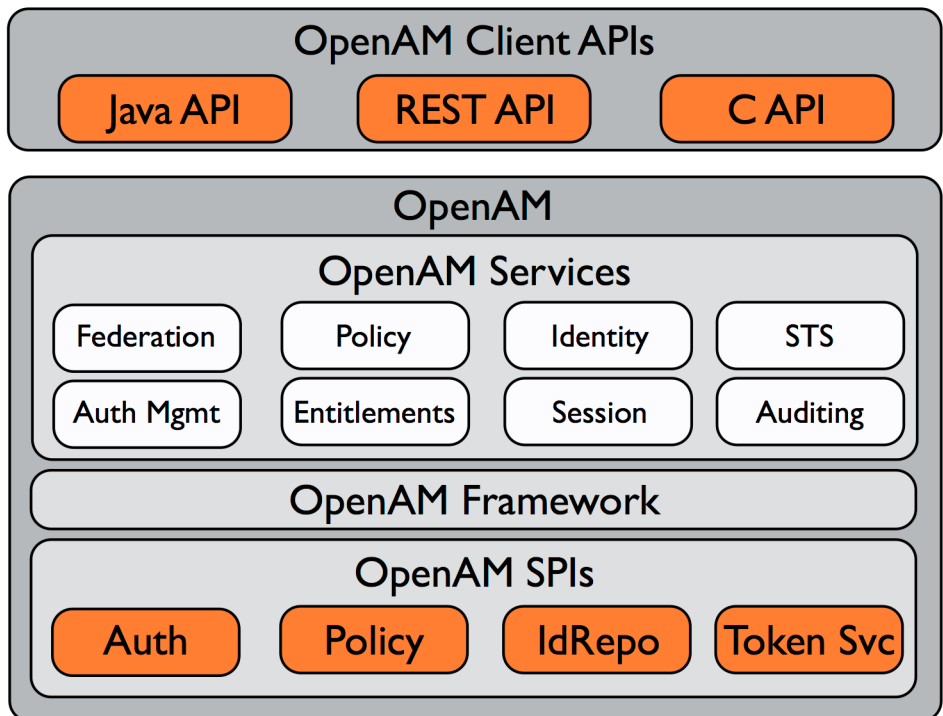 OpenAM Client APIs
Java API REST API C API
OpenAM
OpenAM Services
Federation Policy Identity STS
Auth Mgmt Entitlements Session Auditing
OpenAM Framework
OpenAM SPIs
Auth Policy IdRepo Token Svc